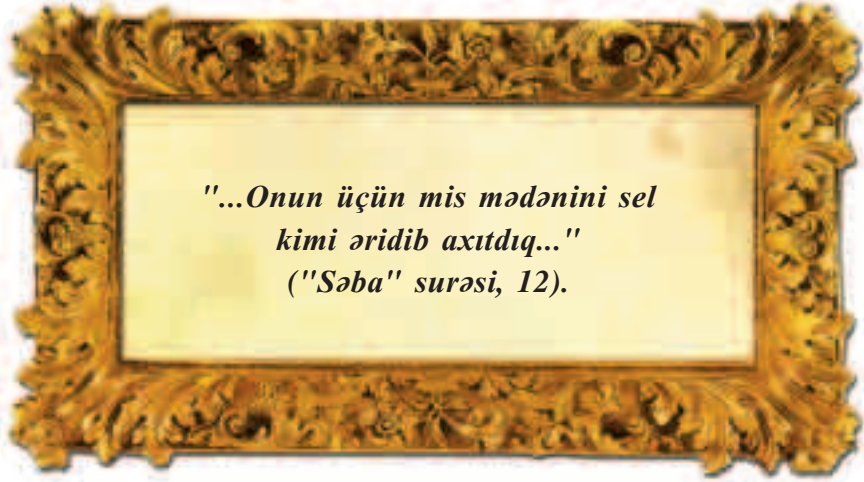 "...Onun üçün mis mədənini sel
kimi əridib axıtdıq..."
("Səba" surəsi, 12).